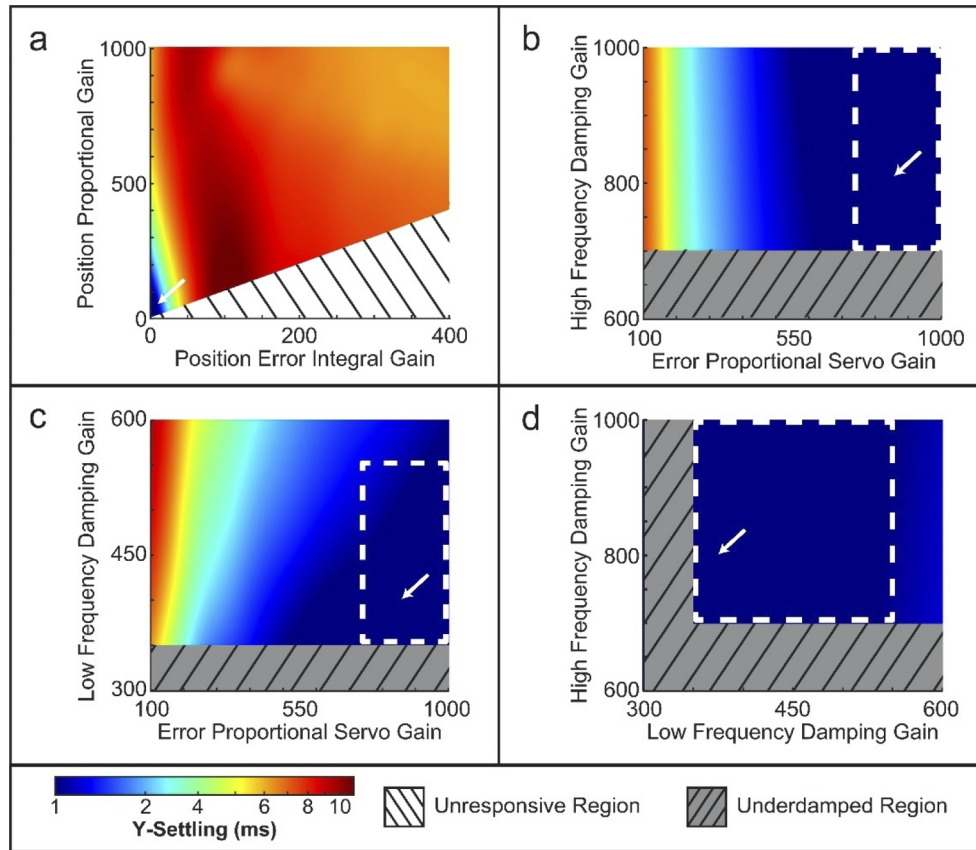 a
1000
500
0
Position Proportional Gain
0
200
400
Position Error Integral Gain
b
1000
800
600
High Frequency Damping Gain
100
550
1000
Error Proportional Servo Gain
c
600
450
300
Low Frequency Damping Gain
100
550
1000
Error Proportional Servo Gain
d
1000
800
600
High Frequency Damping Gain
300
450
600
Low Frequency Damping Gain
1 2 4 6 8 10
Y-Settling (ms)
Unresponsive Region
Underdamped Region